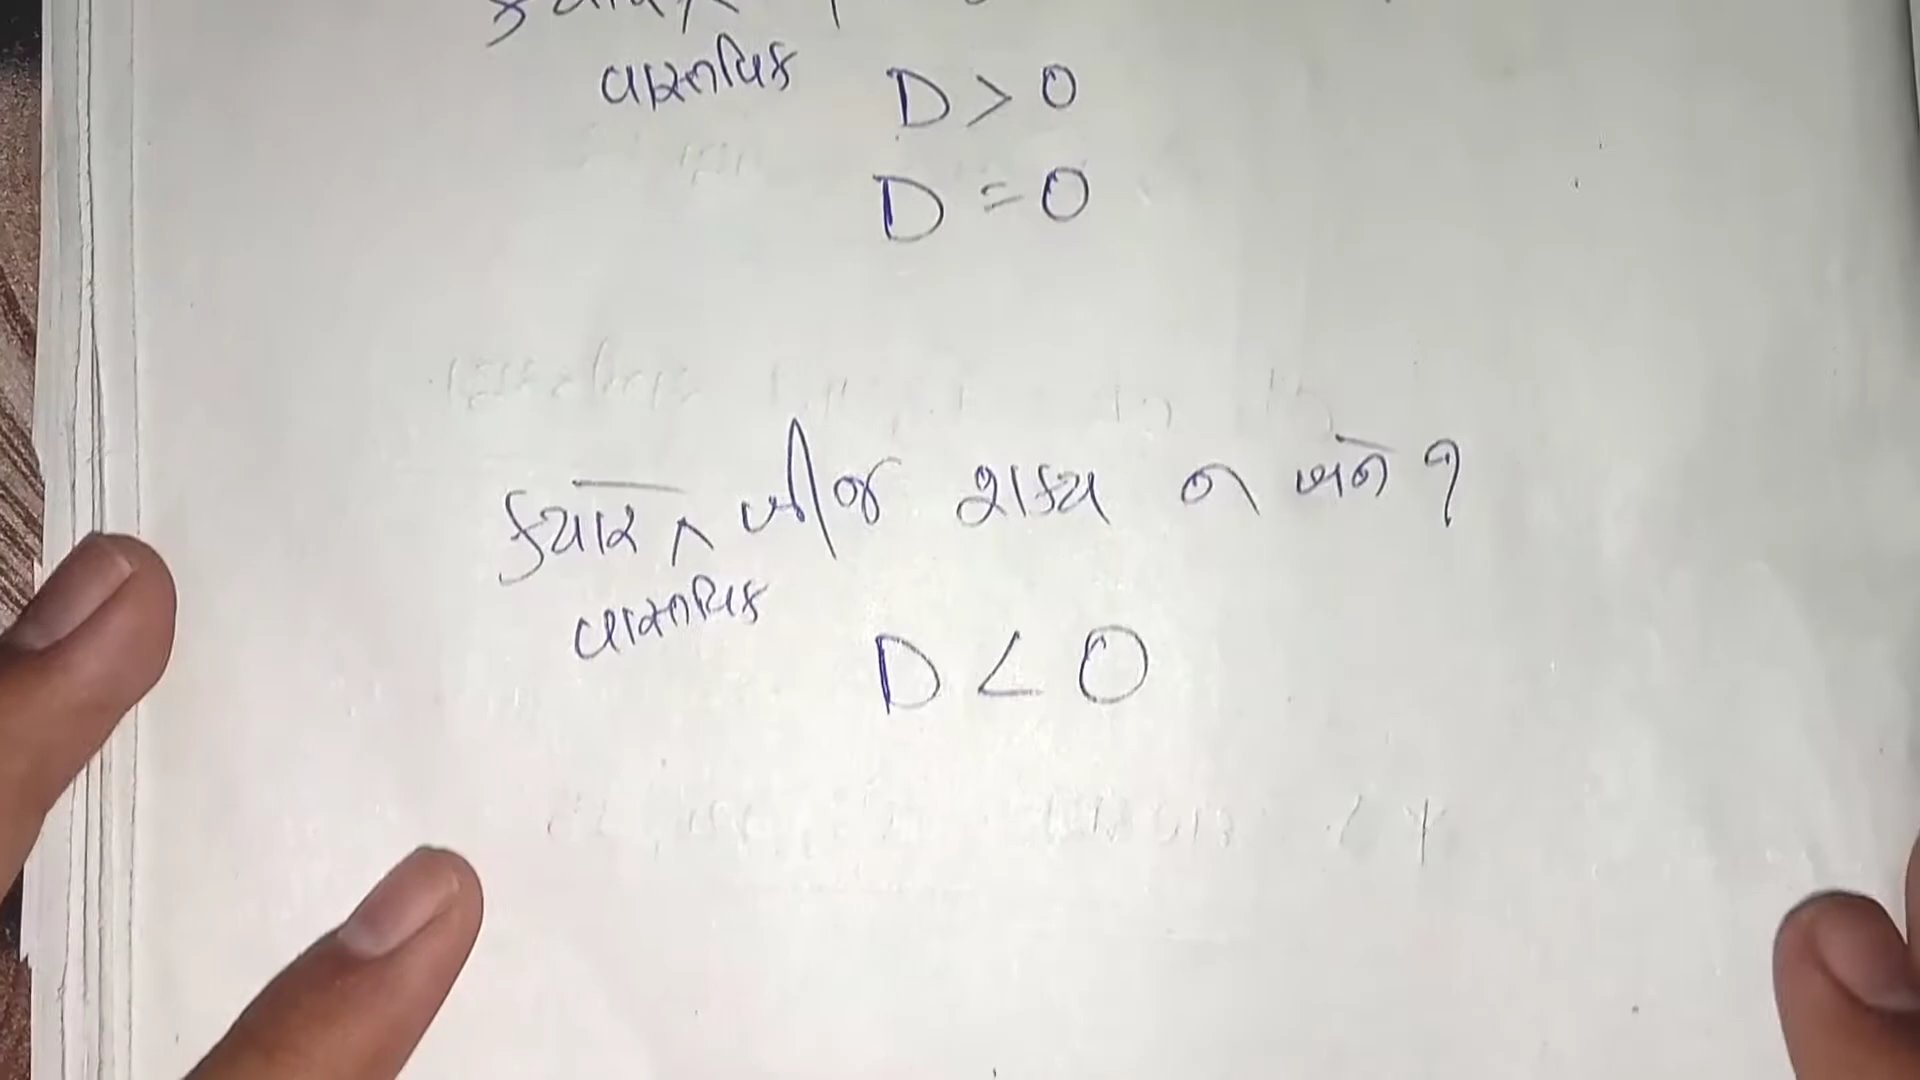 વાસ્તવિક
D > 0
D = 0
ક્યારે ^ બીજ શક્ય ન બને ?
વાસ્તવિક
D < 0